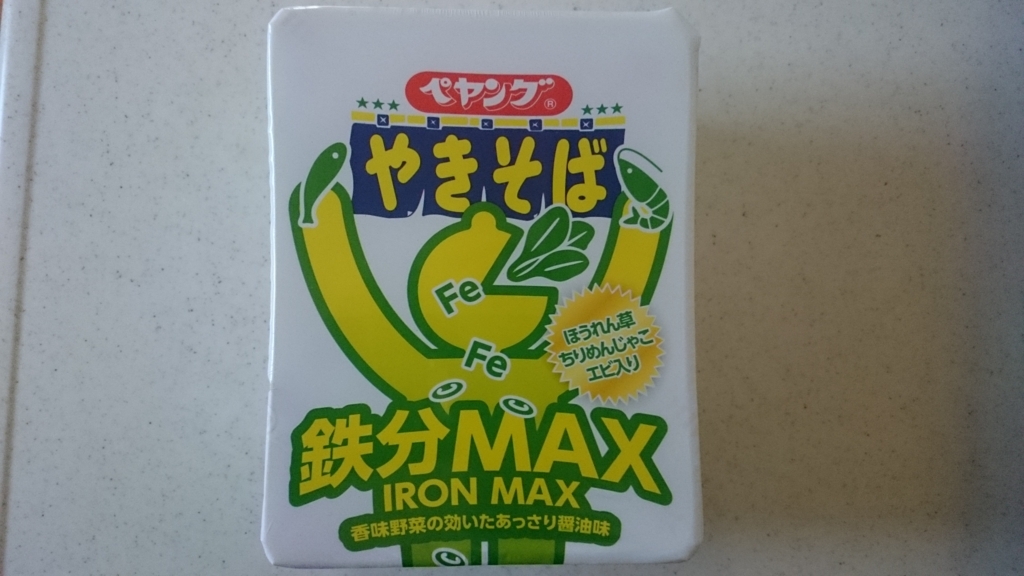 ペヤング®
やきそば
Fe
Fe
ほうれん草
ちりめんじゃこ
エビ入り
鉄分MAX
IRON MAX
香味野菜の効いたあっさり醤油味